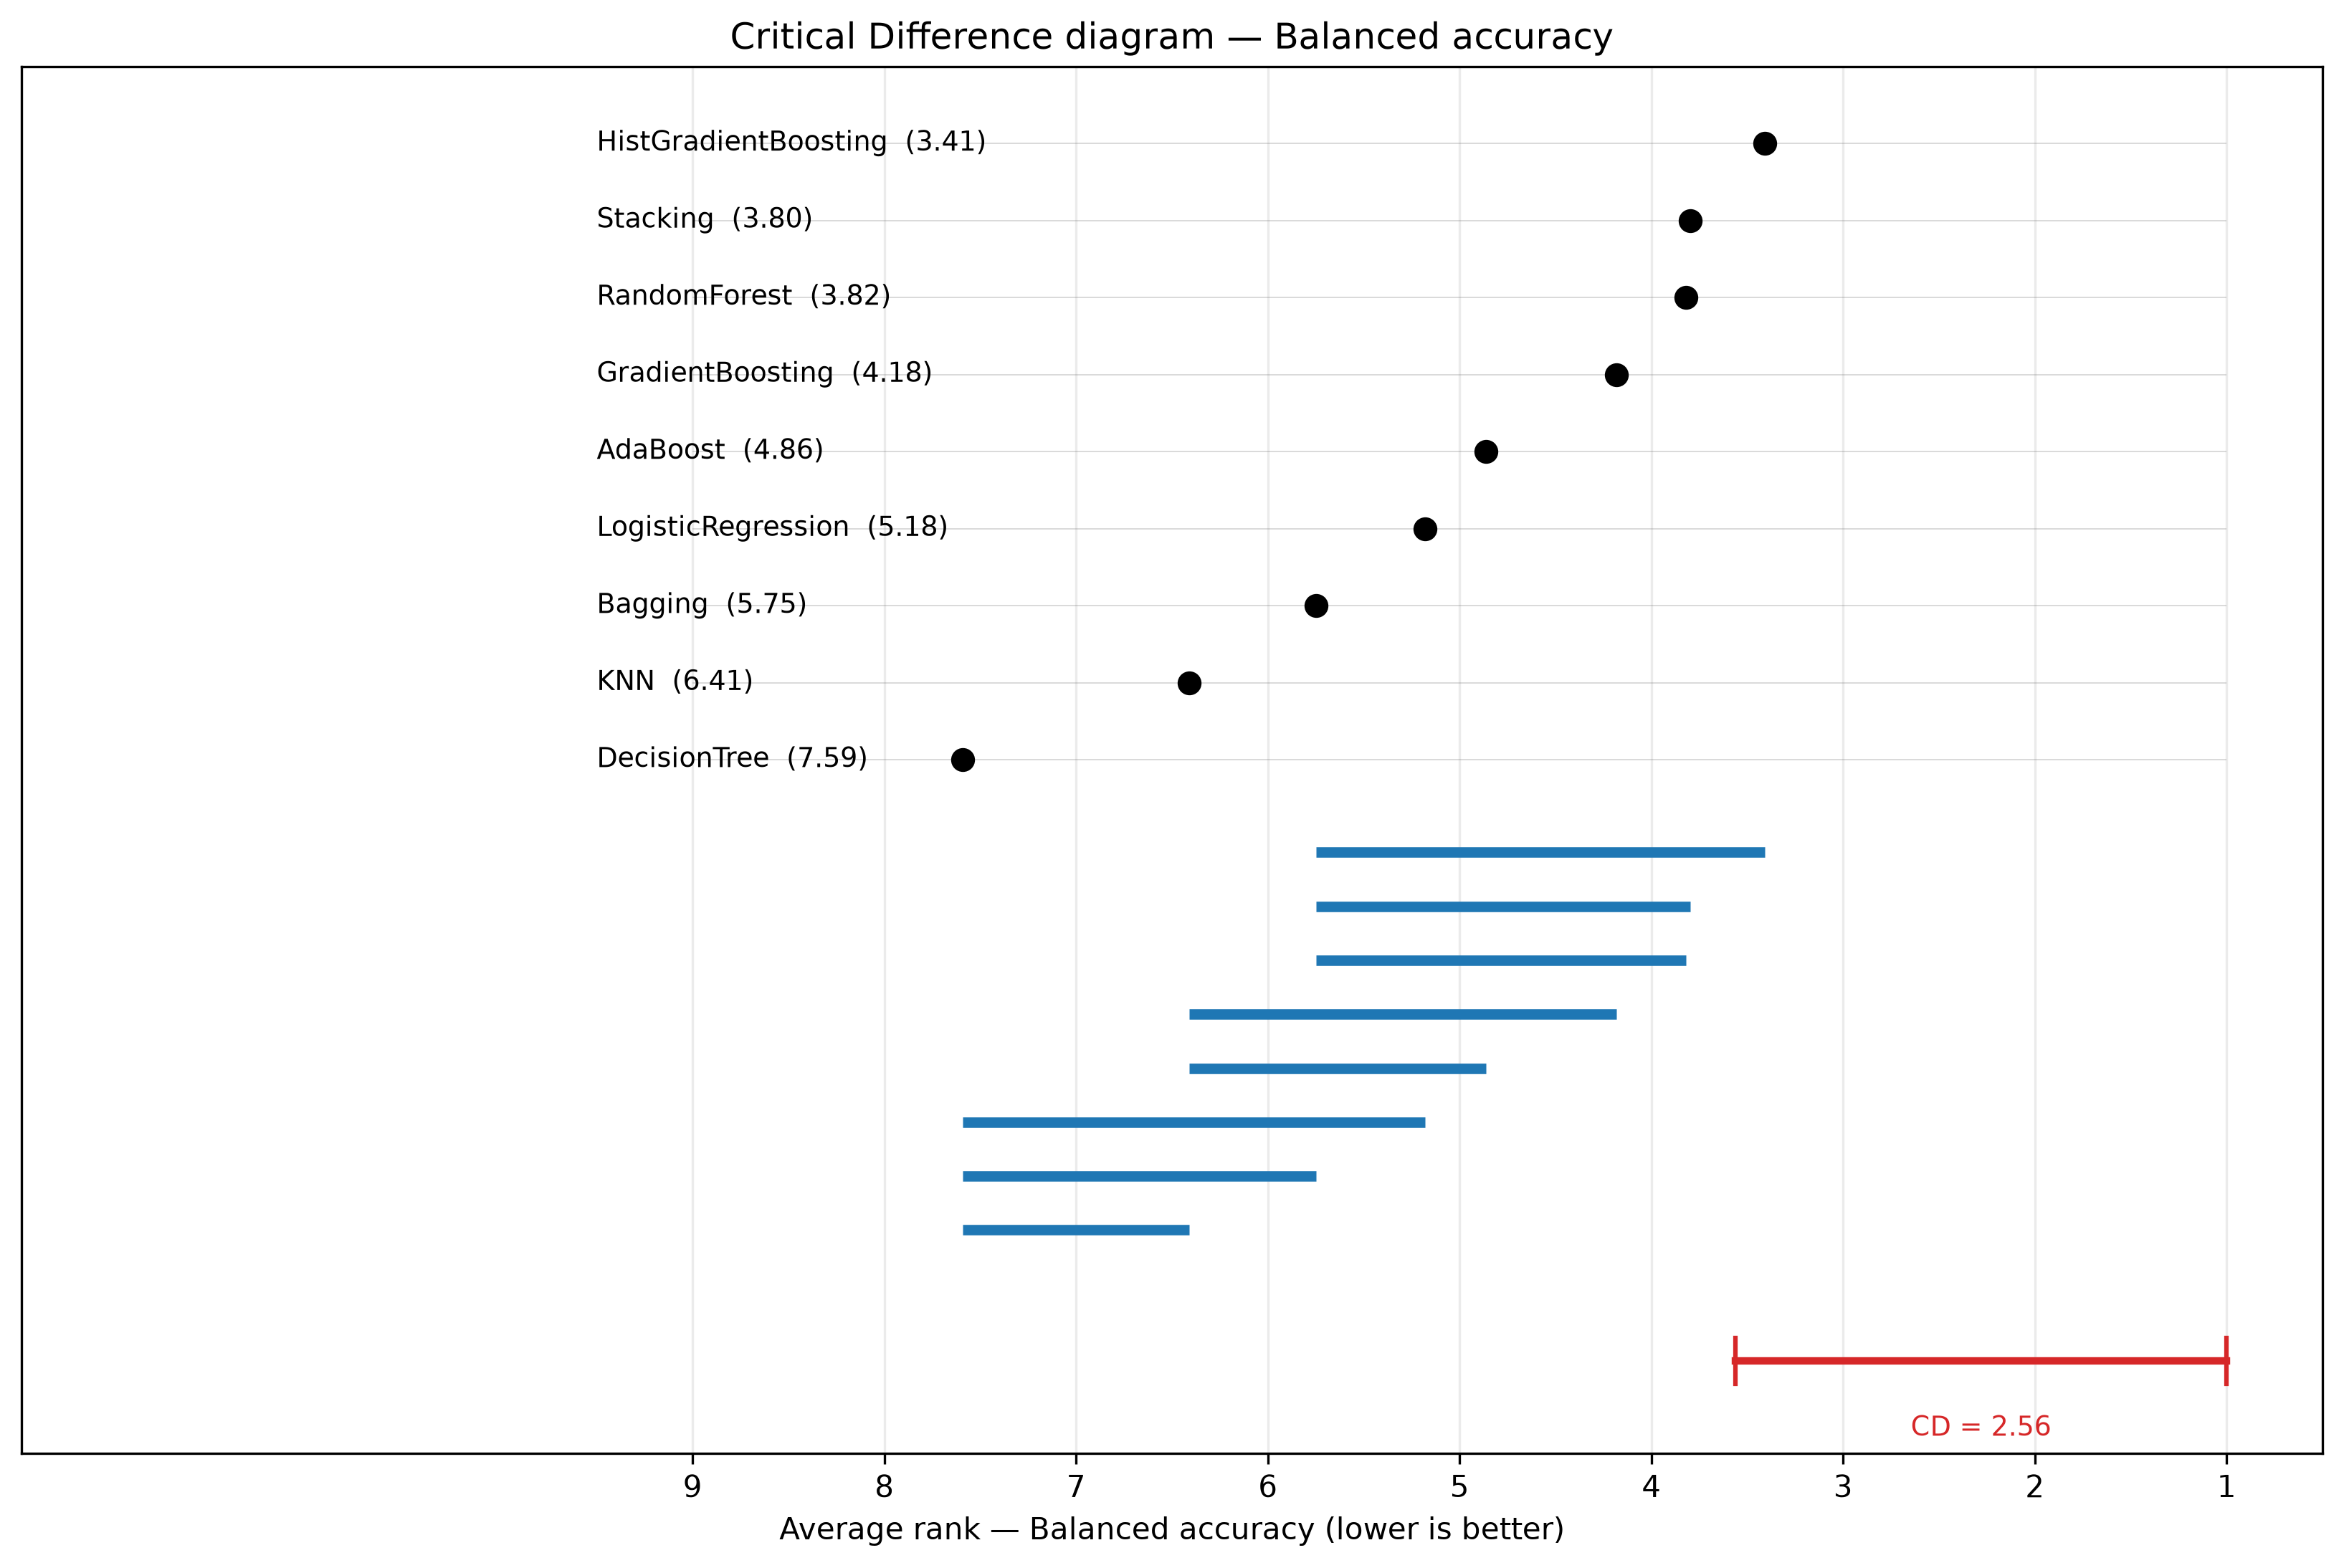 Critical Difference diagram — Balanced accuracy
HistGradientBoosting (3.41)
Stacking (3.80)
RandomForest (3.82)
GradientBoosting (4.18)
AdaBoost (4.86)
LogisticRegression (5.18)
Bagging (5.75)
KNN (6.41)
DecisionTree (7.59)
CD = 2.56
9 8 7 6 5 4 3 2 1
Average rank — Balanced accuracy (lower is better)